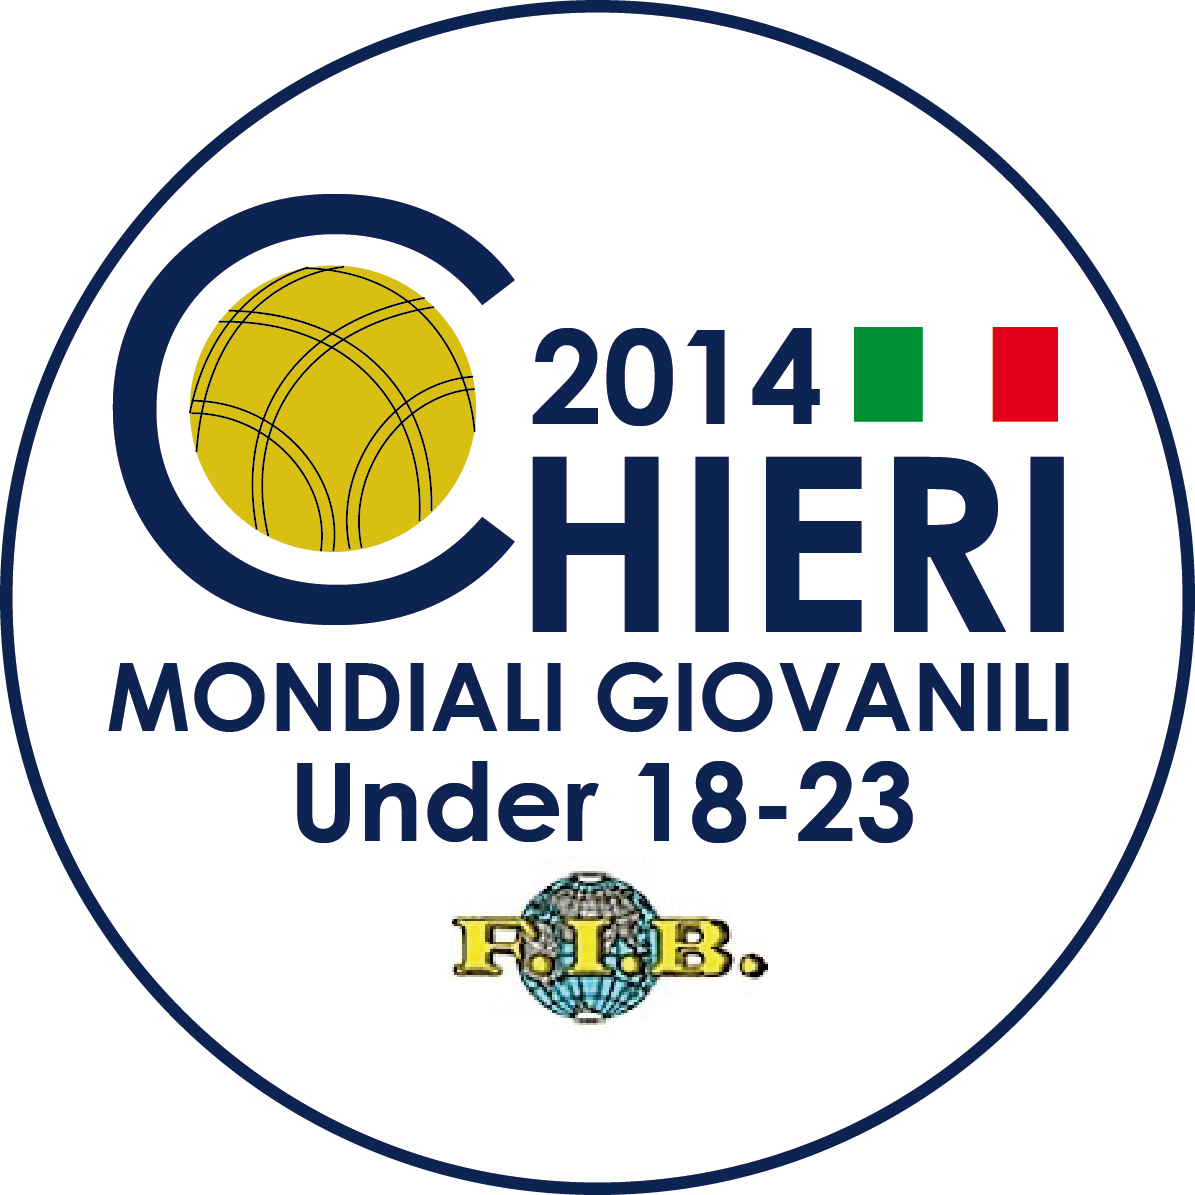 2014
CHIERI
MONDIALI GIOVANILI
Under 18-23
F.I.B.